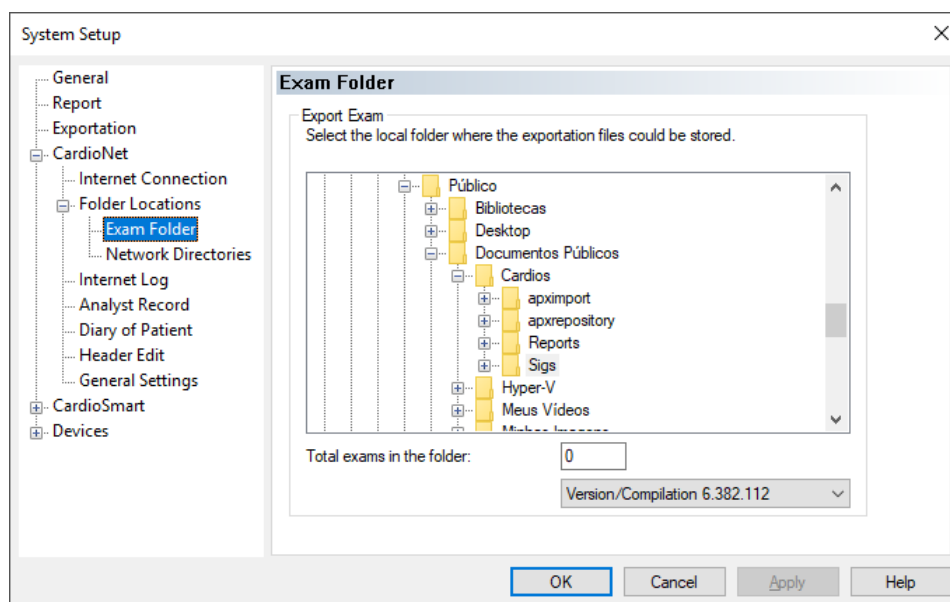 System Setup
General
Report
Exportation
CardioNet
Internet Connection
Folder Locations
Exam Folder
Network Directories
Internet Log
Analyst Record
Diary of Patient
Header Edit
General Settings
CardioSmart
Devices
Exam Folder
Export Exam
Select the local folder where the exportation files could be stored.
Público
Bibliotecas
Desktop
Documentos Públicos
Cardios
apximport
apxrepository
Reports
Sigs
Hyper-V
Meus Vídeos
Minhas Imagens
Total exams in the folder:
0
Version/Compilation 6.382.112
OK
Cancel
Apply
Help